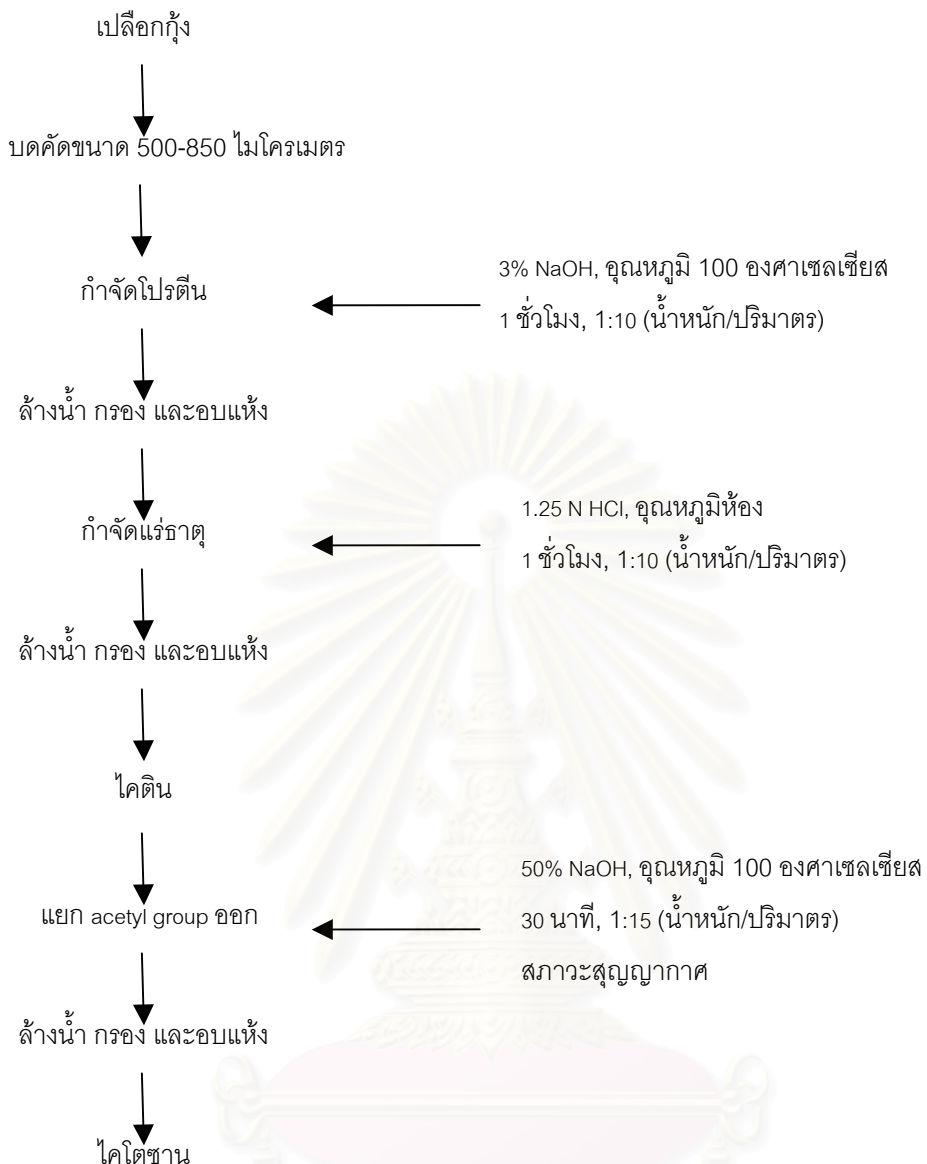 เปลือกกุ้ง
บดคัดขนาด 500-850 ไมโครเมตร
กำจัดโปรตีน
3% NaOH, อุณหภูมิ 100 องศาเซลเซียส
1 ชั่วโมง, 1:10 (น้ำหนัก/ปริมาตร)
ล้างน้ำ กรอง และอบแห้ง
กำจัดแร่ธาตุ
1.25 N HCl, อุณหภูมิห้อง
1 ชั่วโมง, 1:10 (น้ำหนัก/ปริมาตร)
ล้างน้ำ กรอง และอบแห้ง
ไคติน
แยก acetyl group ออก
50% NaOH, อุณหภูมิ 100 องศาเซลเซียส
30 นาที, 1:15 (น้ำหนัก/ปริมาตร)
สภาวะสุญญากาศ
ล้างน้ำ กรอง และอบแห้ง
ไคโตซาน